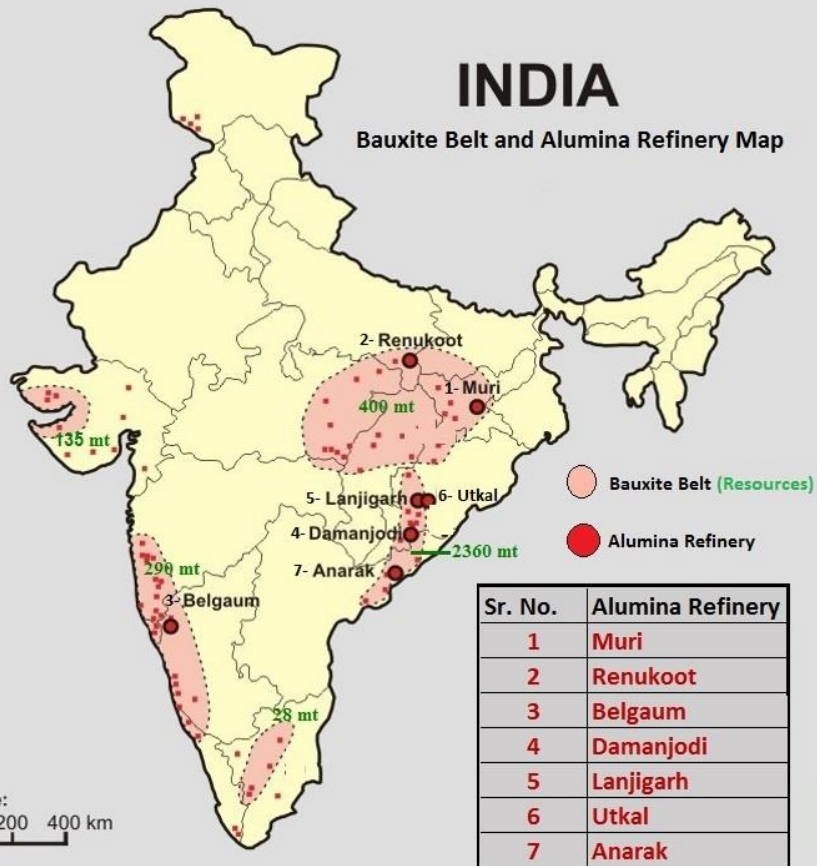 INDIA
Bauxite Belt and Alumina Refinery Map
2- Renukoot
1- Muri
400 mt
135 mt
5- Lanjigarh
6- Utkal
4- Damanjodi
2360 mt
7- Anarak
290 mt
3- Belgaum
28 mt
Bauxite Belt (Resources)
Alumina Refinery
Sr. No. Alumina Refinery
1 Muri
2 Renukoot
3 Belgaum
4 Damanjodi
5 Lanjigarh
6 Utkal
7 Anarak
200 400 km